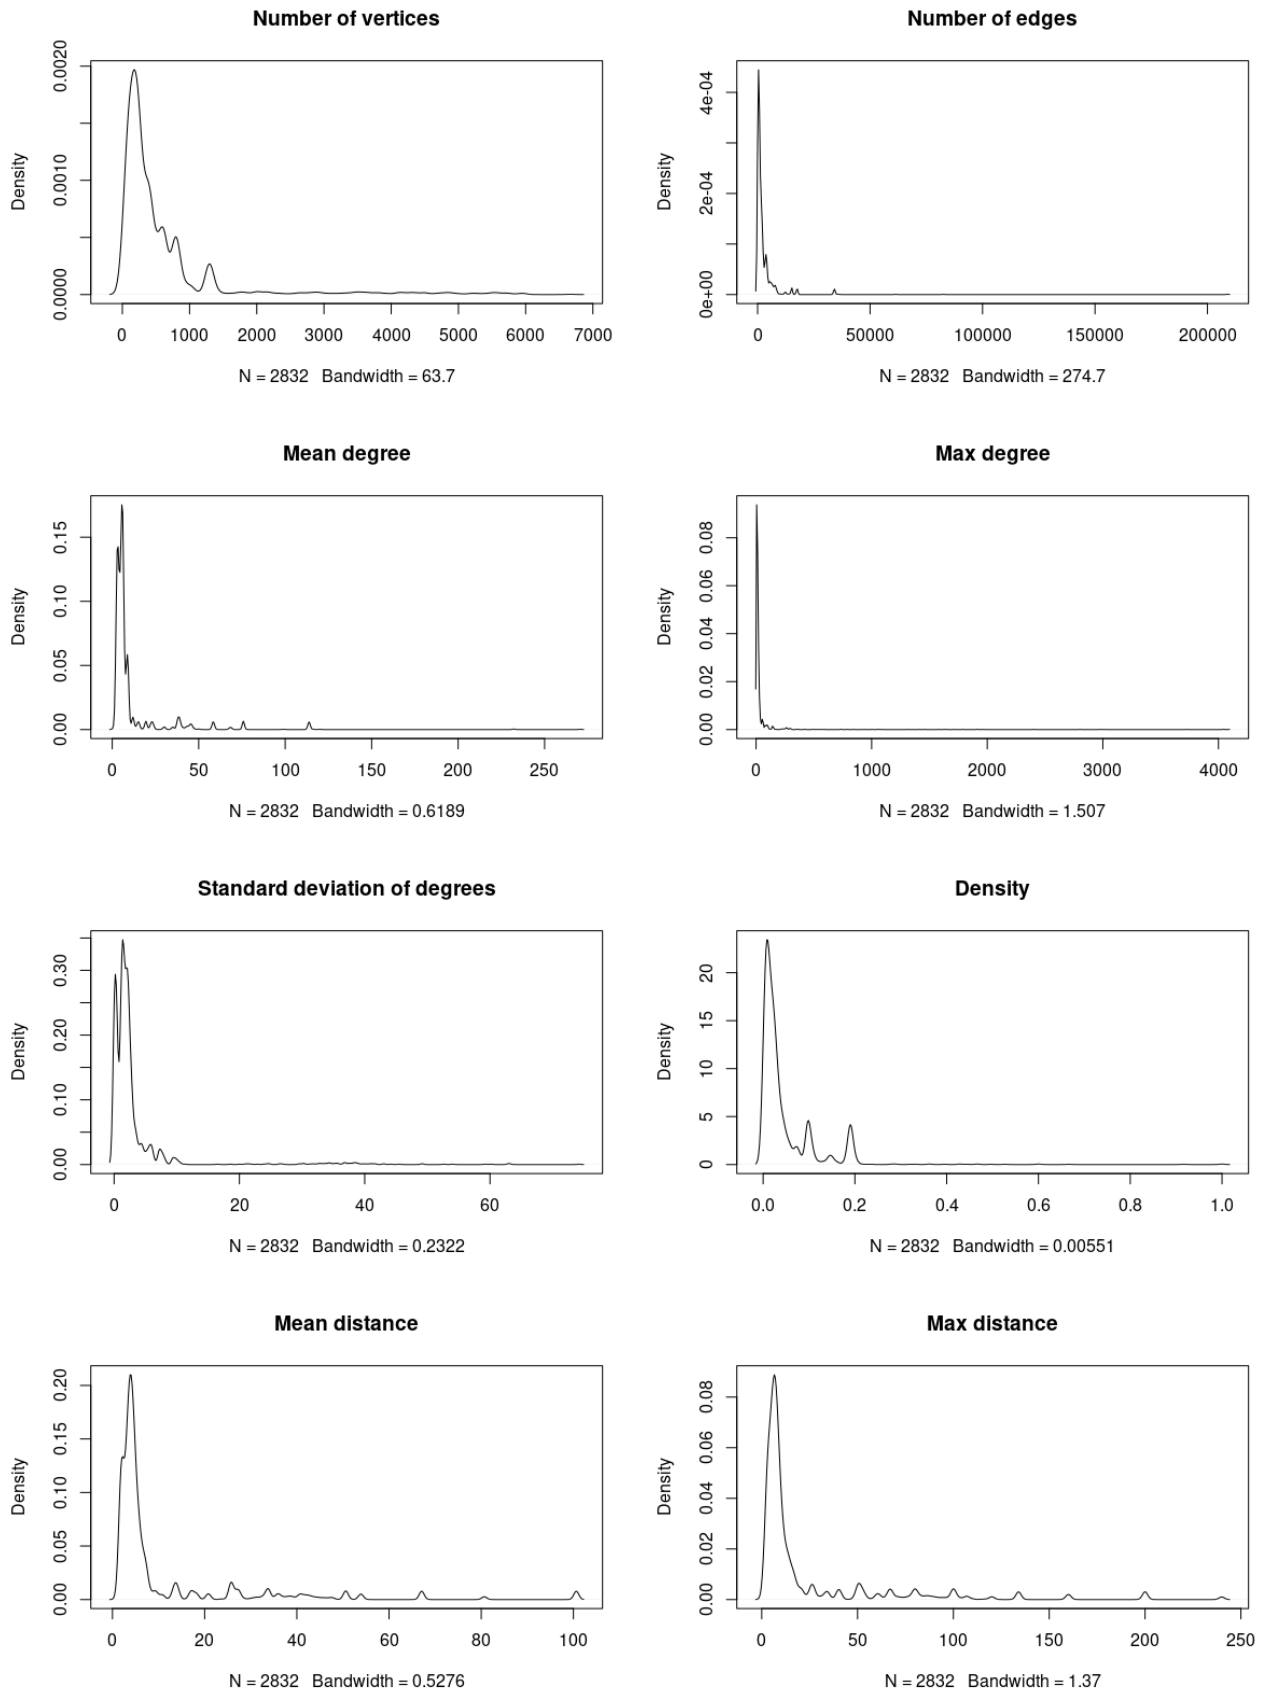 Number of vertices
Density
0.0000 0.0010 0.0020
0 1000 2000 3000 4000 5000 6000 7000
N = 2832 Bandwidth = 63.7
Number of edges
Density
0e+00 2e-04 4e-04
0 50000 100000 150000 200000
N = 2832 Bandwidth = 274.7
Mean degree
Density
0.00 0.05 0.10 0.15
0 50 100 150 200 250
N = 2832 Bandwidth = 0.6189
Max degree
Density
0.00 0.02 0.04 0.06 0.08
0 1000 2000 3000 4000
N = 2832 Bandwidth = 1.507
Standard deviation of degrees
Density
0.00 0.10 0.20 0.30
0 20 40 60
N = 2832 Bandwidth = 0.2322
Density
Density
0 5 10 15 20
0.0 0.2 0.4 0.6 0.8 1.0
N = 2832 Bandwidth = 0.00551
Mean distance
Density
0.00 0.05 0.10 0.15 0.20
0 20 40 60 80 100
N = 2832 Bandwidth = 0.5276
Max distance
Density
0.00 0.02 0.04 0.06 0.08
0 50 100 150 200 250
N = 2832 Bandwidth = 1.37